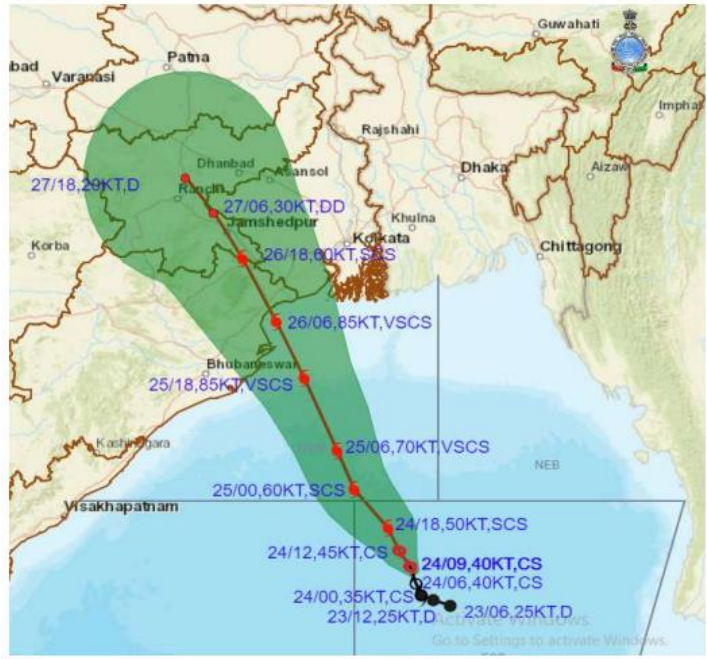 Guwahati
Patna
abad
Varanasi
Imphal
Rajshahi
Dhanbad
Asansol
Dhaka
Aizawl
27/18,20KT,D
Ranchi
27/06,30KT,DD
Jamshedpur
Khulna
Kolkata
Chittagong
Korba
26/18,60KT,SCS
26/06,85KT,VSCS
Bhubaneswar
25/18,85KT,VSCS
25/06,70KT,VSCS
NEB
25/00,60KT,SCS
Visakhapatnam
24/18,50KT,SCS
24/12,45KT,CS
24/09,40KT,CS
24/06,40KT,CS
24/00,35KT,CS
23/12,25KT,D
23/06,25KT,D
Activate Windows
Go to Settings to activate Windows.